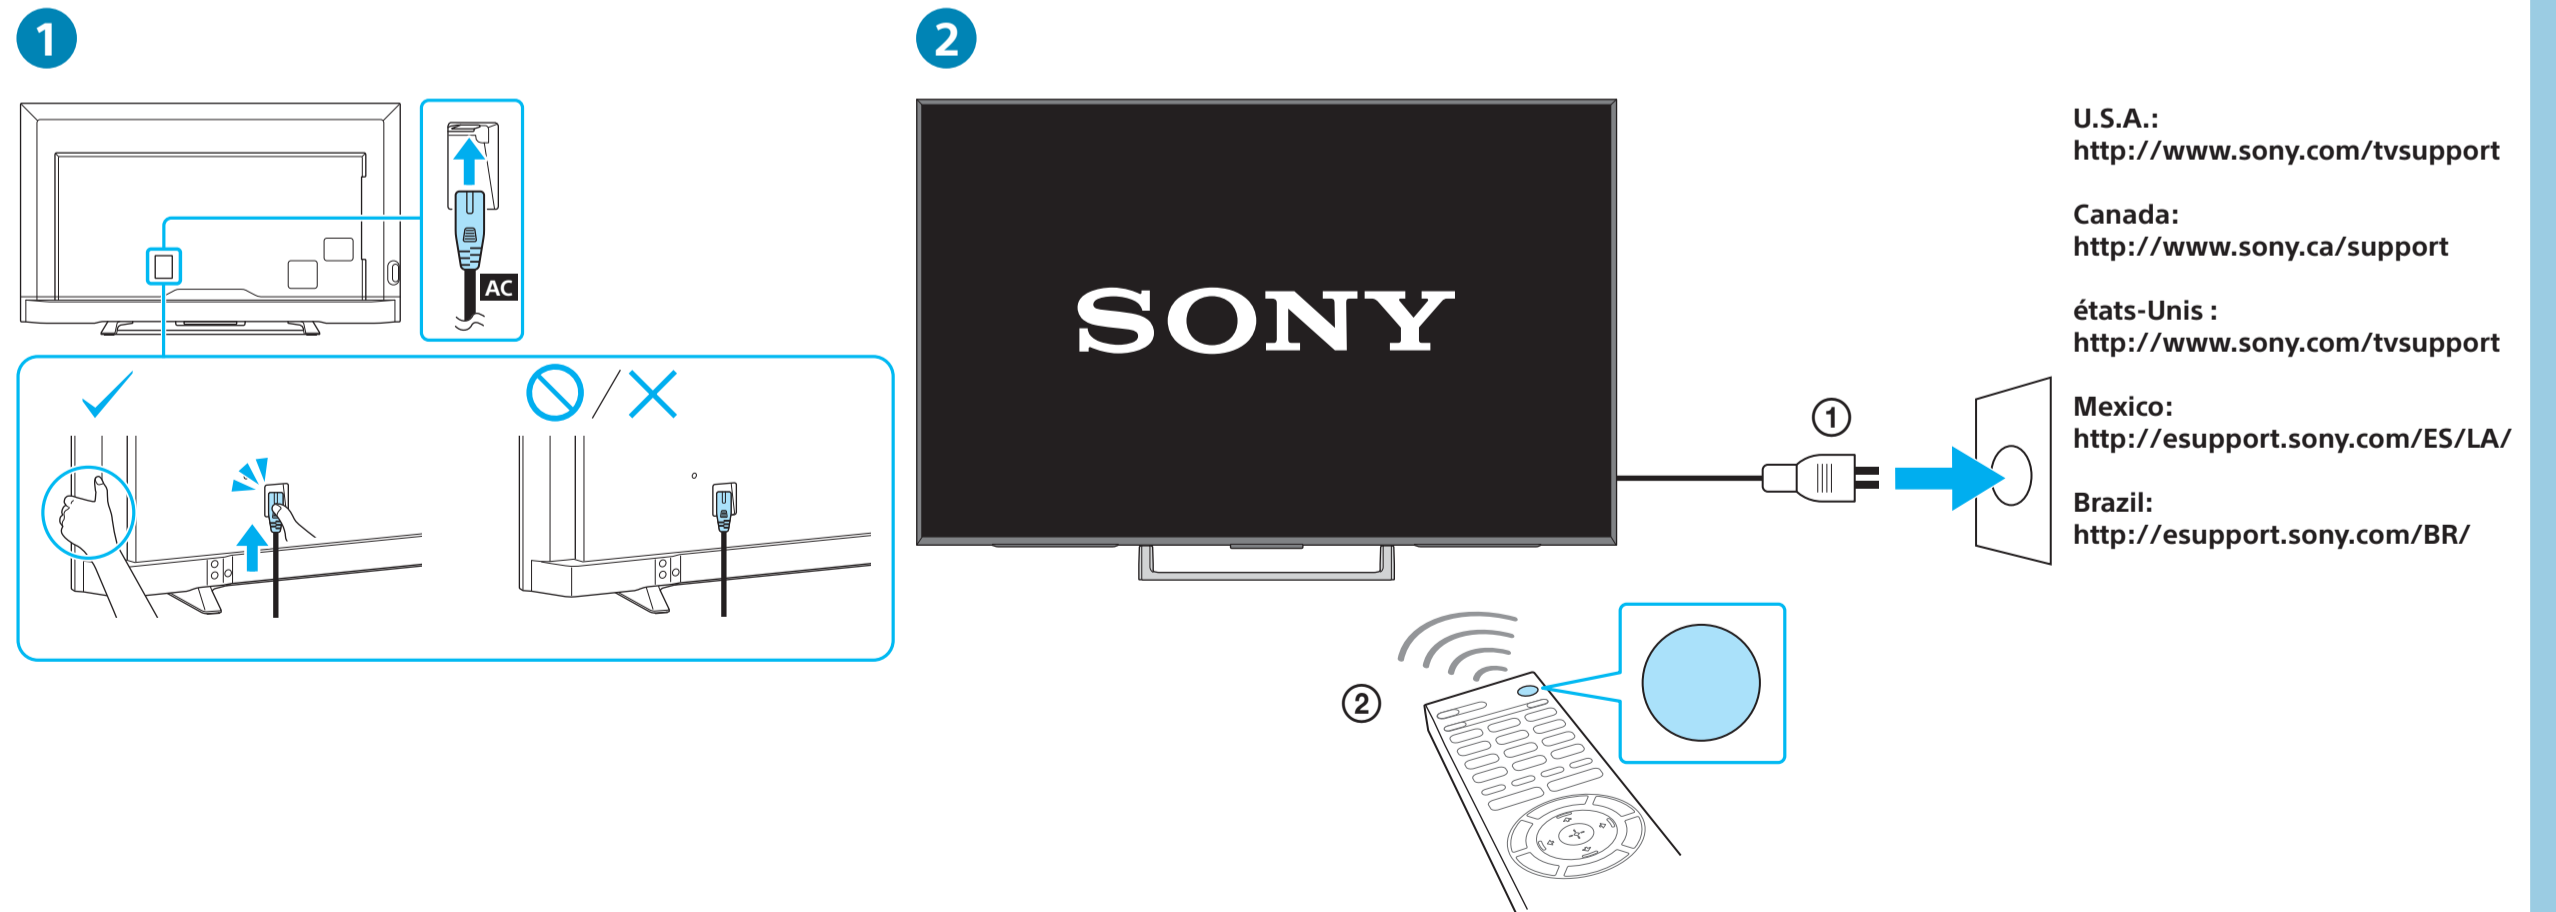 1
AC
2
SONY
①
②
U.S.A.:
http://www.sony.com/tvsupport
Canada:
http://www.sony.ca/support
états-Unis :
http://www.sony.com/tvsupport
Mexico:
http://esupport.sony.com/ES/LA/
Brazil:
http://esupport.sony.com/BR/